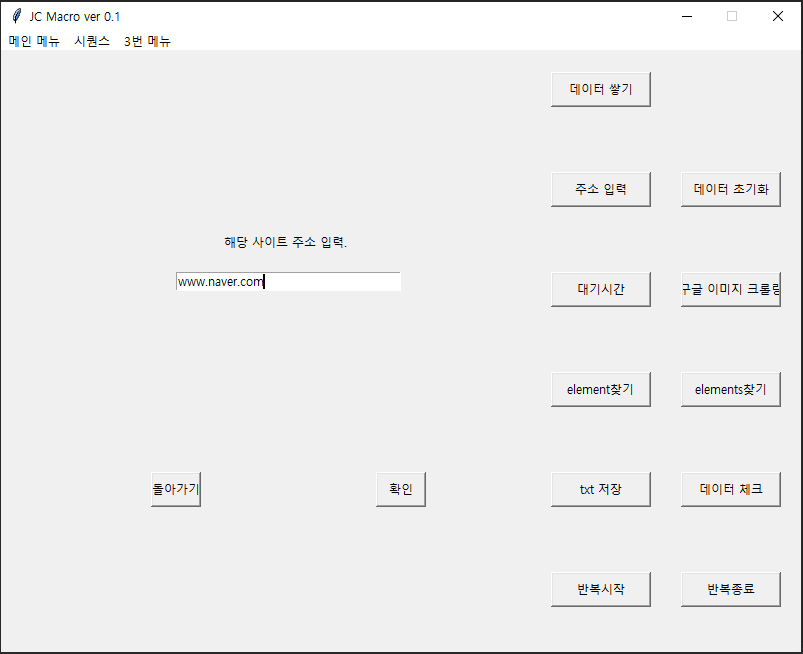 JC Macro ver 0.1
메인 메뉴 시퀀스 3번 메뉴
데이터 쌓기
주소 입력 데이터 초기화
해당 사이트 주소 입력.
www.naver.com
대기시간 구글 이미지 크롤링
element찾기 elements찾기
돌아가기 확인 txt 저장 데이터 체크
반복시작 반복종료